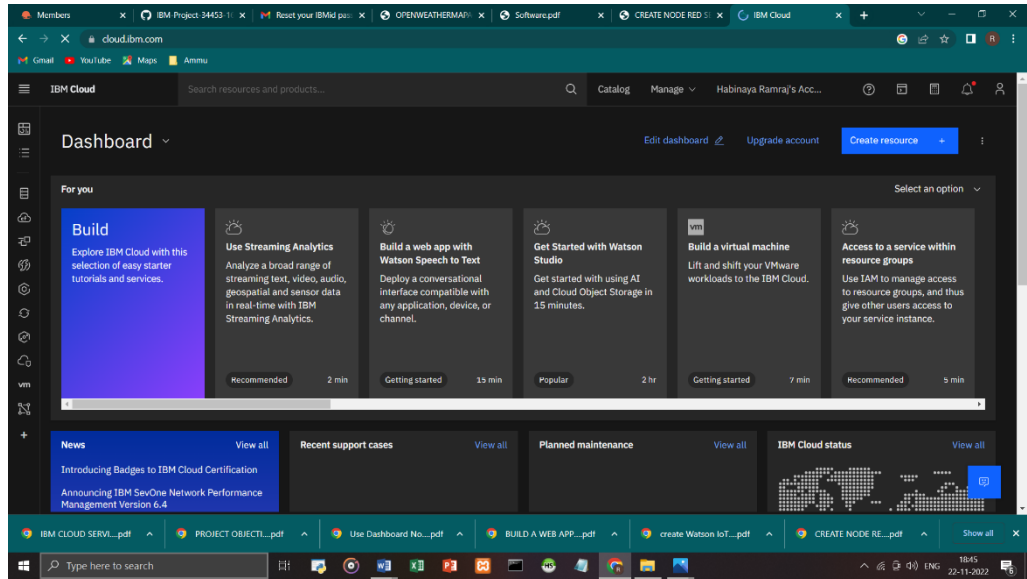 Members
IBM-Project-34453-16
Reset your IBMid pas
OPENWEATHERMAPA
Software.pdf
CREATE NODE RED SE
IBM Cloud
cloud.ibm.com
R
Gmail
YouTube
Maps
Ammu
IBM Cloud
Search resources and products...
Catalog
Manage
Habinaya Ramraj's Acc...
Dashboard
Edit dashboard
Upgrade account
Create resource +
For you
Select an option
Build
Explore IBM Cloud with this
selection of easy starter
tutorials and services.
Use Streaming Analytics
Analyze a broad range of
streaming text, video, audio,
geospatial and sensor data
in real-time with IBM
Streaming Analytics.
Recommended
2 min
Build a web app with
Watson Speech to Text
Deploy a conversational
interface compatible with
any application, device, or
channel.
Getting started
15 min
Get Started with Watson
Studio
Get started with using AI
and Cloud Object Storage in
15 minutes.
Popular
2 hr
vm
Build a virtual machine
Lift and shift your VMware
workloads to the IBM Cloud.
Getting started
7 min
Access to a service within
resource groups
Use IAM to manage access
to resource groups, and thus
give other users access to
your service instance.
Recommended
5 min
vm
News
View all
Introducing Badges to IBM Cloud Certification
Announcing IBM SevOne Network Performance
Management Version 6.4
Recent support cases
View all
Planned maintenance
View all
IBM Cloud status
View all
IBM CLOUD SERVI....pdf
PROJECT OBJECTI....pdf
Use Dashboard No....pdf
BUILD A WEB APP....pdf
create Watson IoT....pdf
CREATE NODE RE....pdf
Show all
Type here to search
ENG
18:45
22-11-2022
6